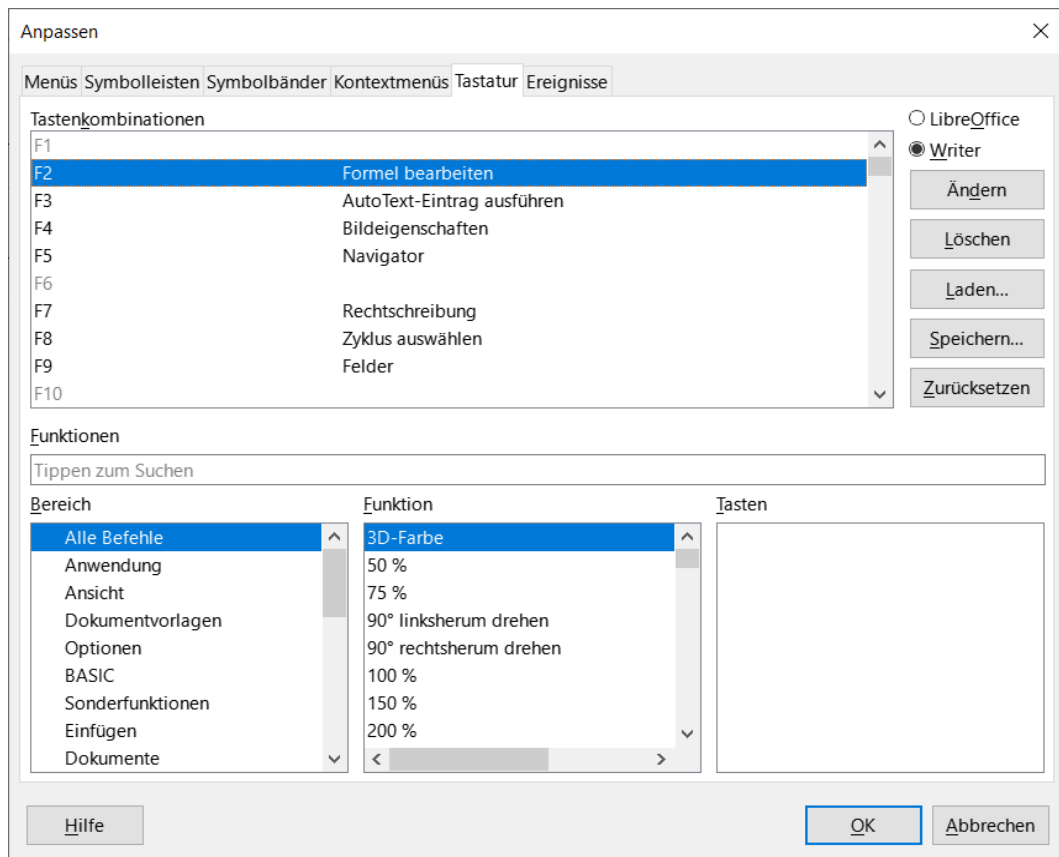 Anpassen
Menüs Symbolleisten Symbolbänder Kontextmenüs Tastatur Ereignisse
Tastenkombinationen
F1
F2 Formel bearbeiten
F3 AutoText-Eintrag ausführen
F4 Bildeigenschaften
F5 Navigator
F6
F7 Rechtschreibung
F8 Zyklus auswählen
F9 Felder
F10
LibreOffice
Writer
Ändern
Löschen
Laden...
Speichern...
Zurücksetzen
Funktionen
Tippen zum Suchen
Bereich
Alle Befehle
Anwendung
Ansicht
Dokumentvorlagen
Optionen
BASIC
Sonderfunktionen
Einfügen
Dokumente
Funktion
3D-Farbe
50 %
75 %
90° linksherum drehen
90° rechtsherum drehen
100 %
150 %
200 %
Tasten
Hilfe
OK
Abbrechen